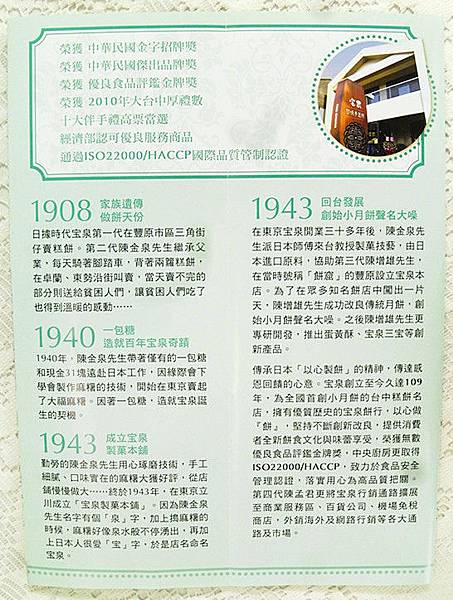 榮獲 中華民國金字招牌獎
榮獲 中華民國傑出品牌獎
榮獲 優良食品評鑑金牌獎
榮獲 2010年大台中厚禮數
十大伴手禮高票當選
經濟部認可優良服務商品
通過ISO22000/HACCP國際品質管制認證
宝泉
1908 家族遺傳
做餅天份
日據時代宝泉第一代在豐原市區三角街
仔賣糕餅。第二代陳金泉先生繼承父
業，每天騎著腳踏車，背著兩籮糕餅，
在卓蘭、東勢沿街叫賣，當天賣不完的
部分則送給貧困人們，讓貧困人們吃了
也得到溫暖的感動……
1940 一包糖
造就百年宝泉奇蹟
1940年，陳金泉先生帶著僅有的一包糖
和現金31塊遠赴日本工作，因緣際會下
學會製作麻糬的技術，開始在東京賣起
了大福麻糬。因著一包糖，造就宝泉誕
生的契機。
1943 成立宝泉
製菓本舖
勤勞的陳金泉先生用心琢磨技術，手工
細膩、口味實在的麻糬大獲好評，從店
舖慢慢做大……終於1943年，在東京立
川成立「宝泉製菓本舖」。因為陳金泉
先生名字有個「泉」字，加上搗麻糬的
時候，麻糬好像泉水般不停湧出，再加
上日本人很愛「宝」字，於是店名命名
宝泉。
1943 回台發展
創始小月餅聲名大噪
在東京宝泉開業三十多年後，陳金泉先
生派日本師傅來台教授製菓技藝，由日
本進口原料，協助第三代陳增雄先生，
在當時號稱「餅窟」的豐原設立宝泉本
店。為了在眾多知名餅店中闖出一片
天，陳增雄先生成功改良傳統月餅，創
始小月餅聲名大噪。之後陳增雄先生更
專研開發，推出蛋黃酥、宝泉三宝等創
新產品。
傳承日本「以心製餅」的精神，傳達感
恩回饋的心意。宝泉創立至今久達109
年，為全國首創小月餅的台中糕餅名
店，擁有優質歷史的宝泉餅行，以心做
『餅』，堅持不斷創新改良，提供消費
者全新餅食文化與味蕾享受，榮獲無數
優良食品評鑑金牌獎，中央廚房更取得
ISO22000/HACCP，致力於食品安全
管理認證，落實用心為高品質把關。
第四代陳孟君更將宝泉行銷通路擴展
至商業服務區、百貨公司、機場免稅
商店，外銷海外及網路行銷等各大通
路及市場。